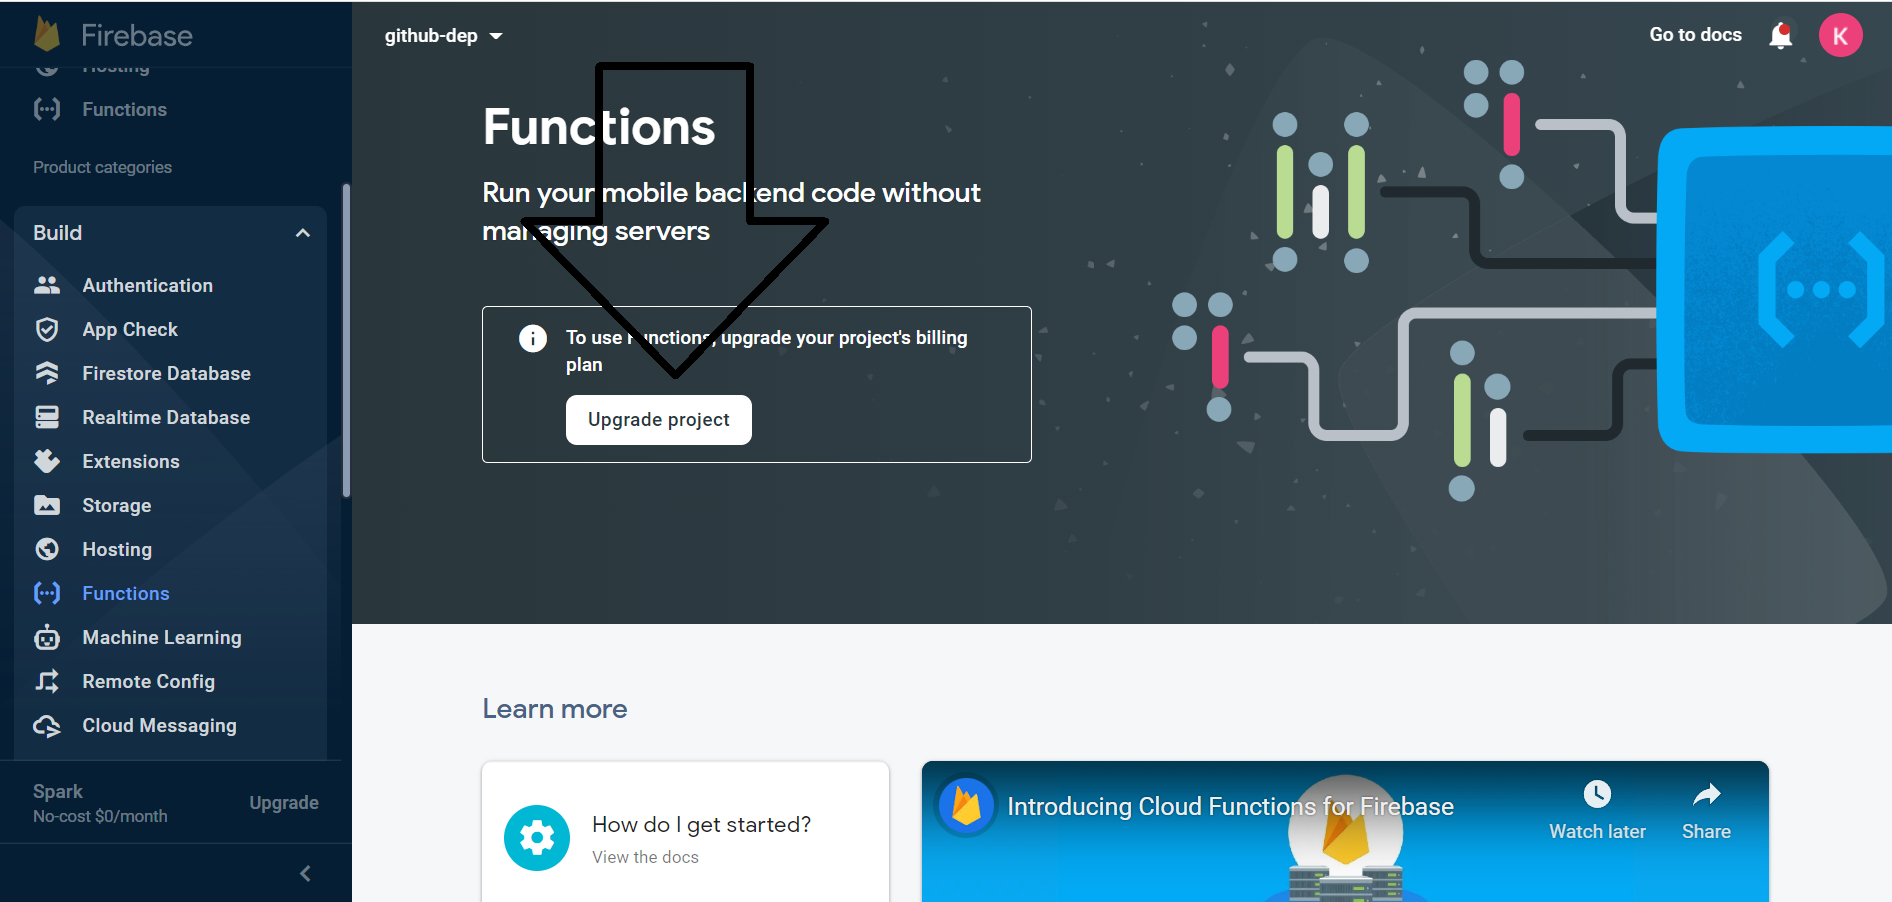 Firebase
Hosting
Functions
Product categories
Build
Authentication
App Check
Firestore Database
Realtime Database
Extensions
Storage
Hosting
Functions
Machine Learning
Remote Config
Cloud Messaging
Spark
No-cost $0/month
Upgrade
github-dep
Go to docs
K
Functions
Run your mobile backend code without
managing servers
To use Functions, upgrade your project's billing
plan
Upgrade project
Learn more
How do I get started?
View the docs
Introducing Cloud Functions for Firebase
Watch later
Share